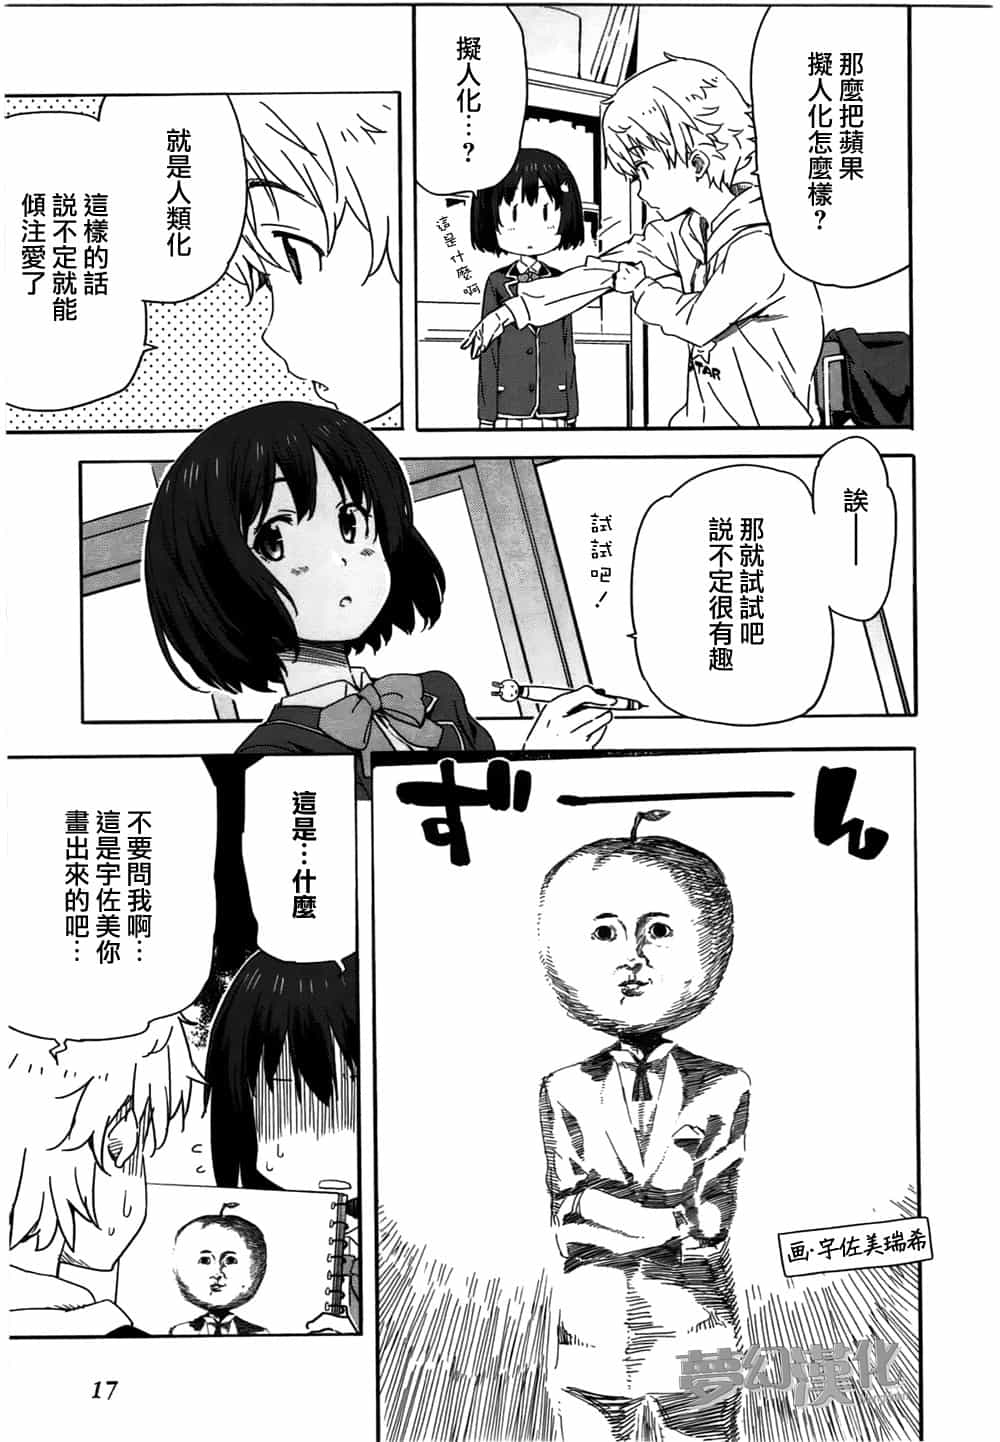 那麼把蘋果
擬人化怎麼樣？
擬人化…？
這是什麼啊
STAR
就是人類化
這樣的話
説不定就能
傾注愛了
誒——
那就試試吧
説不定很有趣
試試吧！
ず——ん
画·宇佐美瑞希
這是…什麼
不要問我啊…
這是宇佐美你
畫出來的吧…
夢幻漢化
17